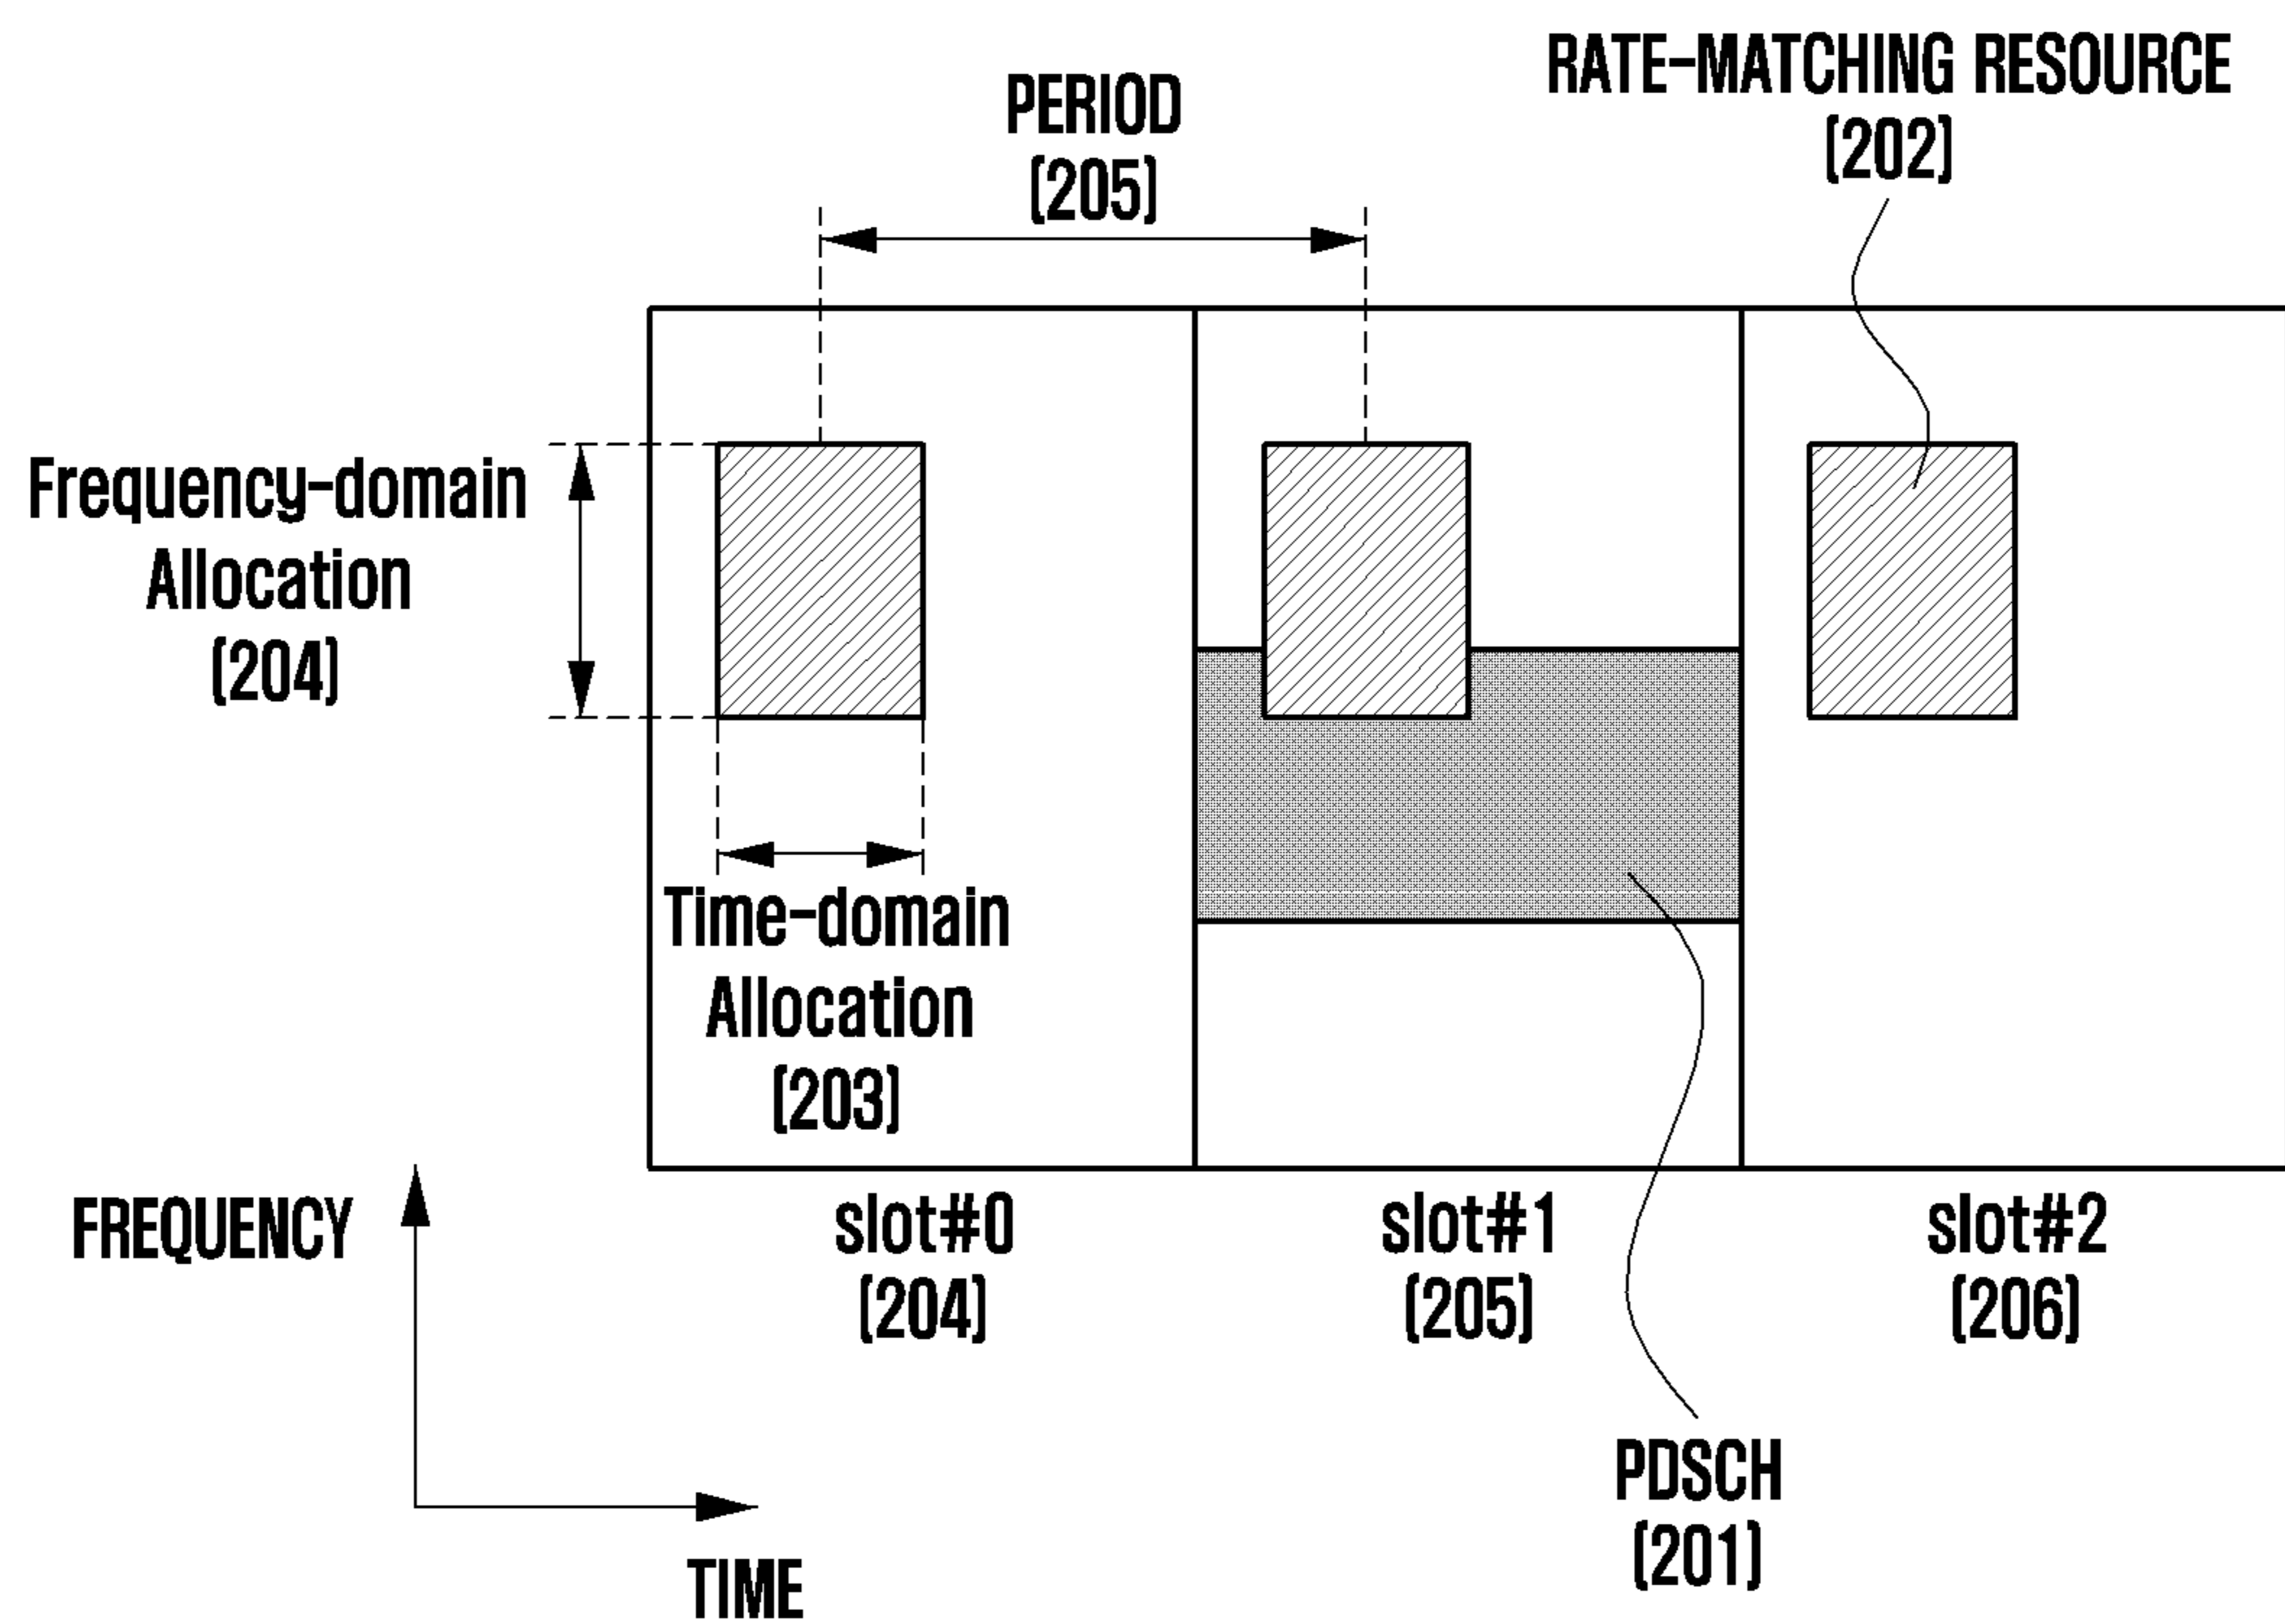 RATE-MATCHING RESOURCE
(202)
PERIOD
(205)
Frequency-domain
Allocation
(204)
Time-domain
Allocation
(203)
slot#0
(204)
slot#1
(205)
slot#2
(206)
FREQUENCY
TIME
PDSCH
(201)